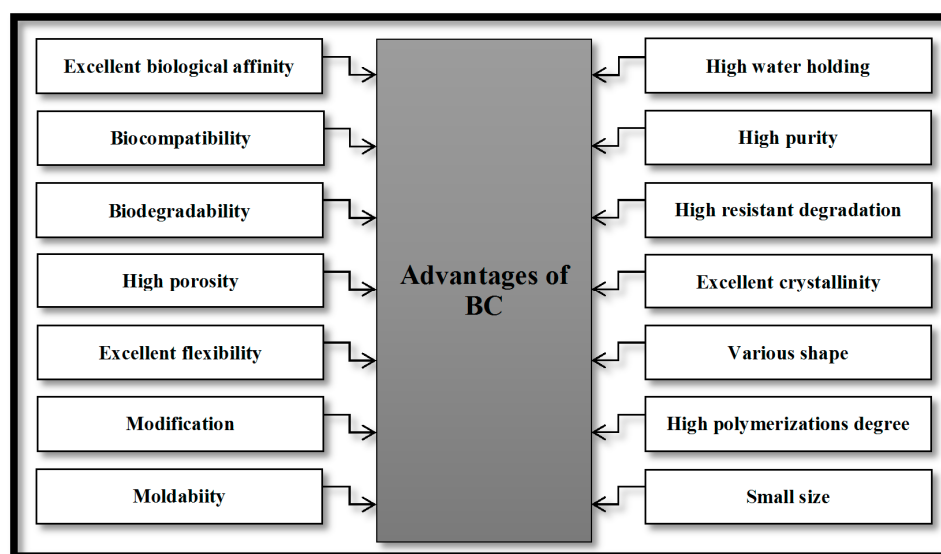 Excellent biological affinity
Biocompatibility
Biodegradability
High porosity
Excellent flexibility
Modification
Moldabiity
Advantages of
BC
High water holding
High purity
High resistant degradation
Excellent crystallinity
Various shape
High polymerizations degree
Small size